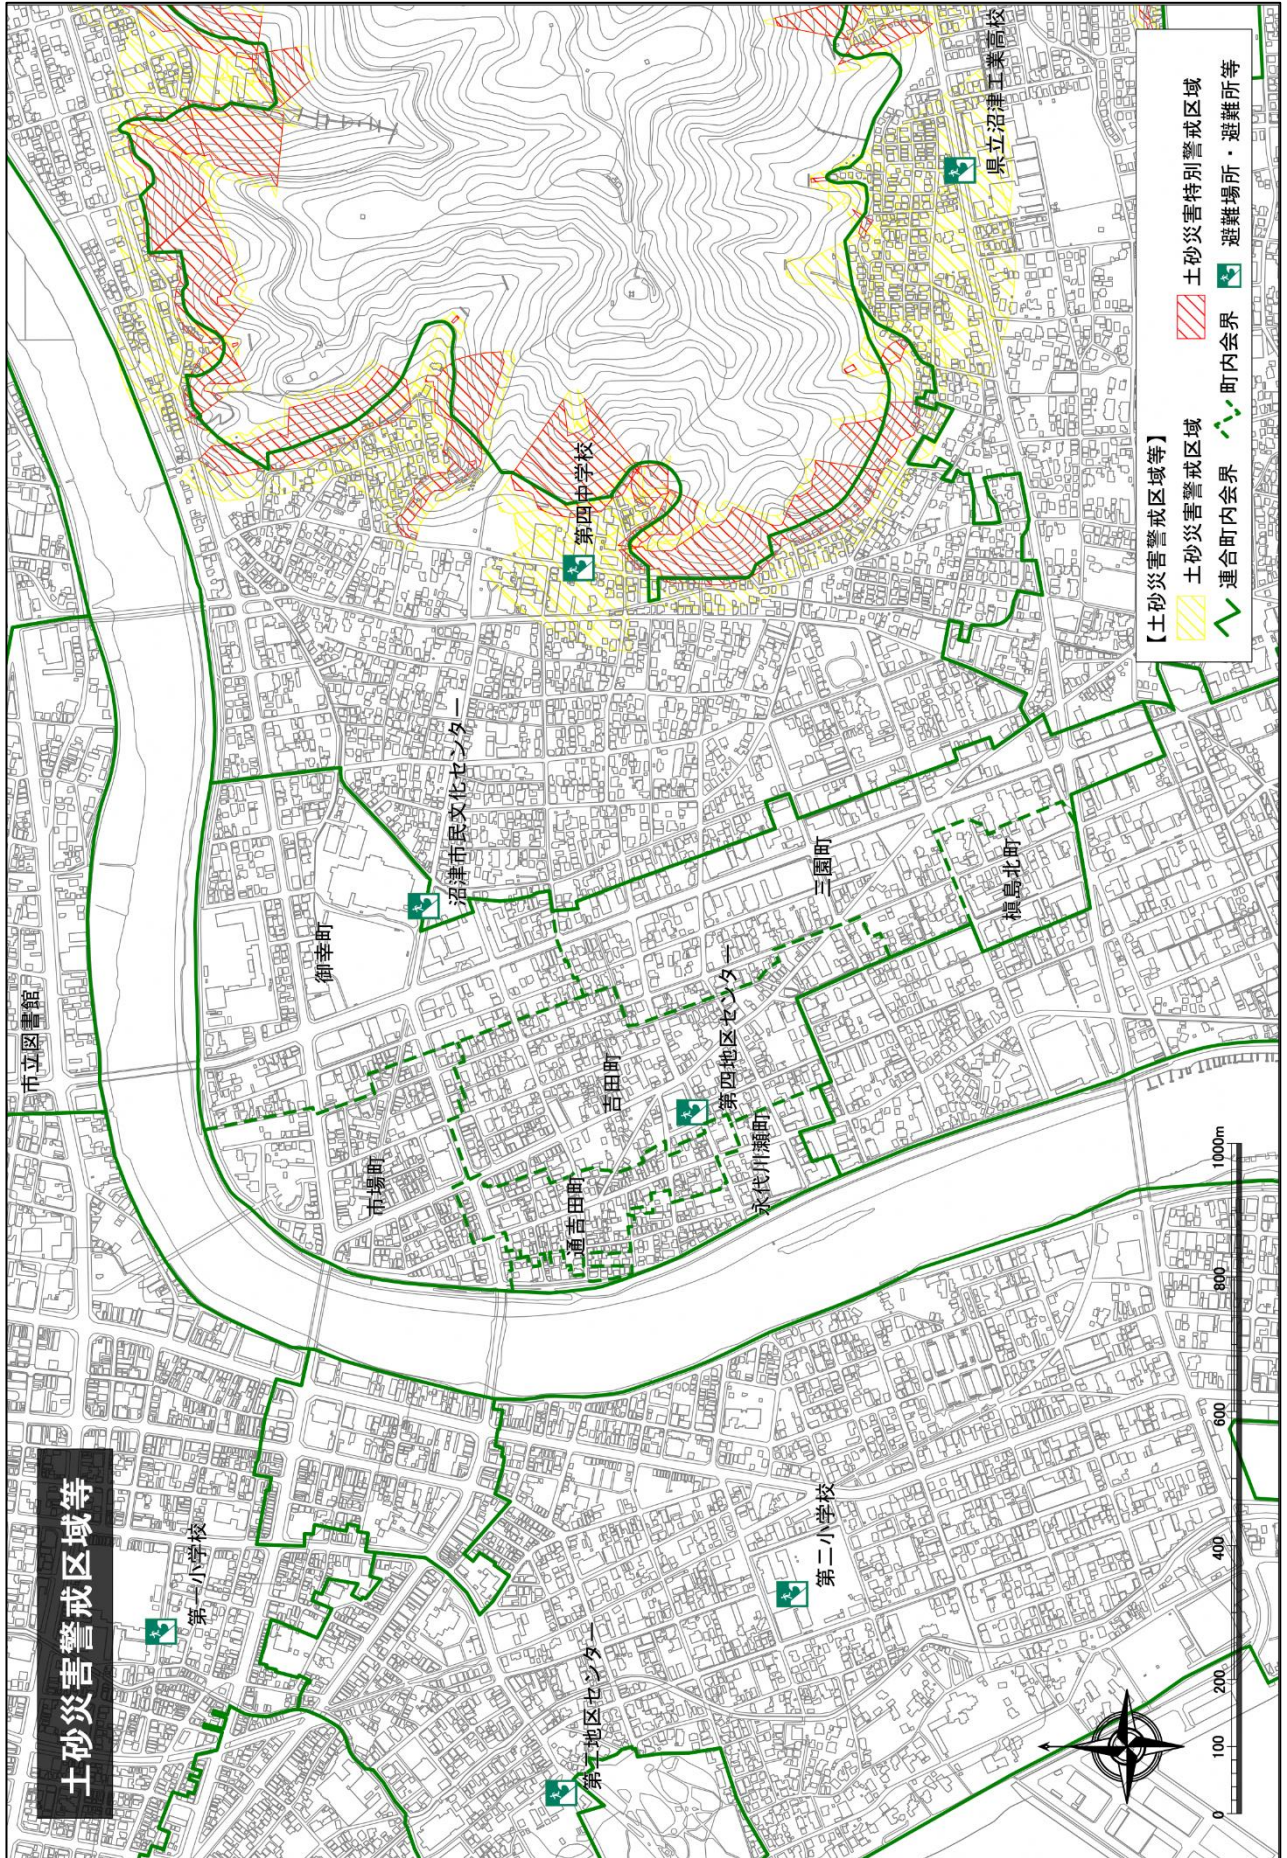 土砂災害警戒区域等
第一小学校
市立図書館
御幸町
市場町
沼津市民文化センター
第四中学校
県立沼津工業高校
第二地区センター
通吉田町
吉田町
第四地区センター
永代川瀬町
三園町
槇島北町
第二小学校
【土砂災害警戒区域等】
土砂災害警戒区域
土砂災害特別警戒区域
連合町内会界
町内会界
避難場所・避難所等
0 100 200 400 600 800 1000m